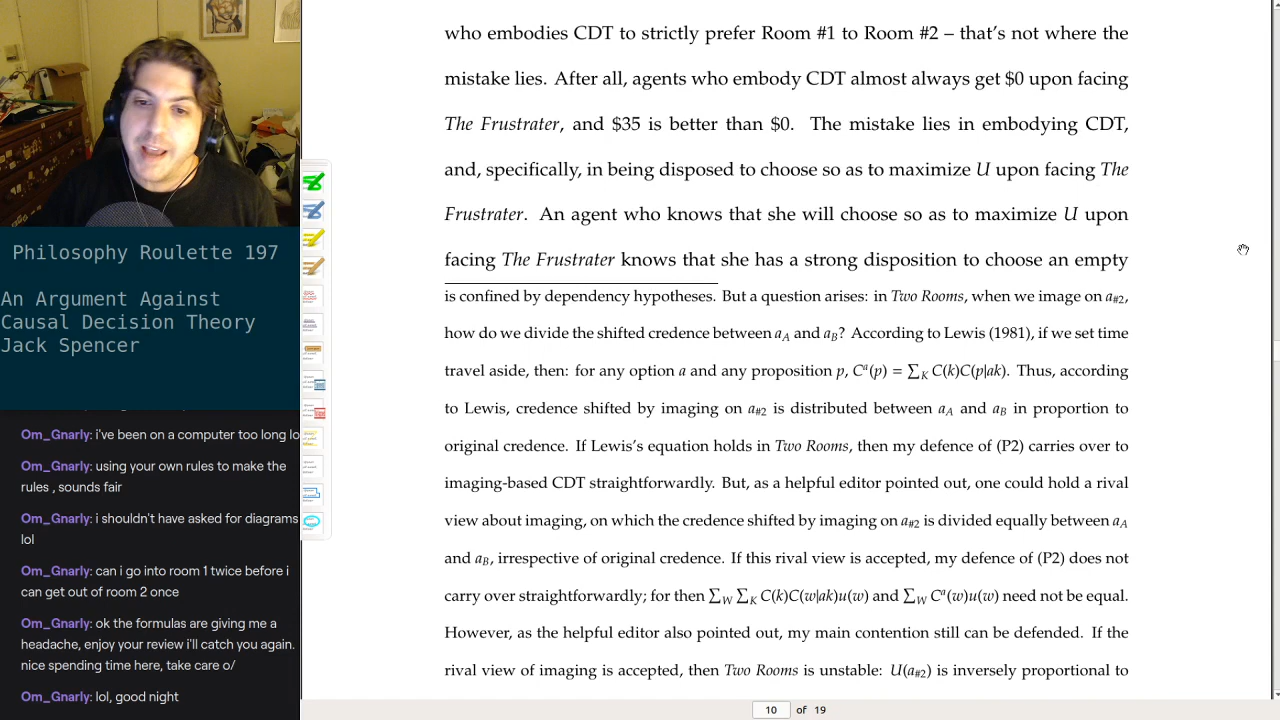 Philosophy Roulette 197
An Argument Against
Causal Decision Theory
Jack Spencer
Om_Gnarly: i've been on a computer too long lol
Om_Gnarly: using your own rules to make the
rules, sounds fair
Om_Gnarly: i shouldn't have asked for diagrams
lol
Om_Gnarly: can i go into room 1 twice before i
can get out of room 2 once
Om_Gnarly: ok the formulas are giving me a
headache, enjoy your review i'll catch you again.
nice spending time here, take care o/
Om_Gnarly: lol, good night
who embodies CDT to strictly prefer Room #1 to Room #2 – that's not where the
mistake lies. After all, agents who embody CDT almost always get $0 upon facing
The Frustrater, and $35 is better than $0. The mistake lies in embodying CDT,
and, specifically, in being disposed to choose so as to maximize U upon facing The
Frustrater. An agent who knows that she will choose so as to maximize U upon
facing The Frustrater knows that she has a strong disposition to choose an empty
is divided by dependency hypotheses. The question, now, is: in Two Rooms, when we image on a#2,
how do we divide the shifted credence between aA and aB? According to Lewis, at least if we set time
travel aside, then, for any option a and any proposition p, Cᵃ(p) = ∑K C(k)C(p|ak). Thus, according
to Lewis, credence shifted by imaging on a#2 is distributed between aA and aB in proportion to
original credence. If Lewis's equation holds in Two Rooms, then my defence of (P2) carries over to
imaging-based CDT straightforwardly. But, as a helpful editor pointed out, one could hold a rival
view about imaging, on which the credence shifted by imaging on a#2 is divided equally between aA
and aB, irrespective of original credence. If this rival view is accepted, my defence of (P2) does not
carry over straightforwardly; for then ∑W ∑K C(k)C(w|ak)u(w) and ∑W Cᵃ(w)u(w) need not be equal.
However, as the helpful editor also pointed out, my main contention still can be defended. If the
rival view of imaging is accepted, then Two Rooms is unstable: U(a#2) is inversely proportional to
10 of 19